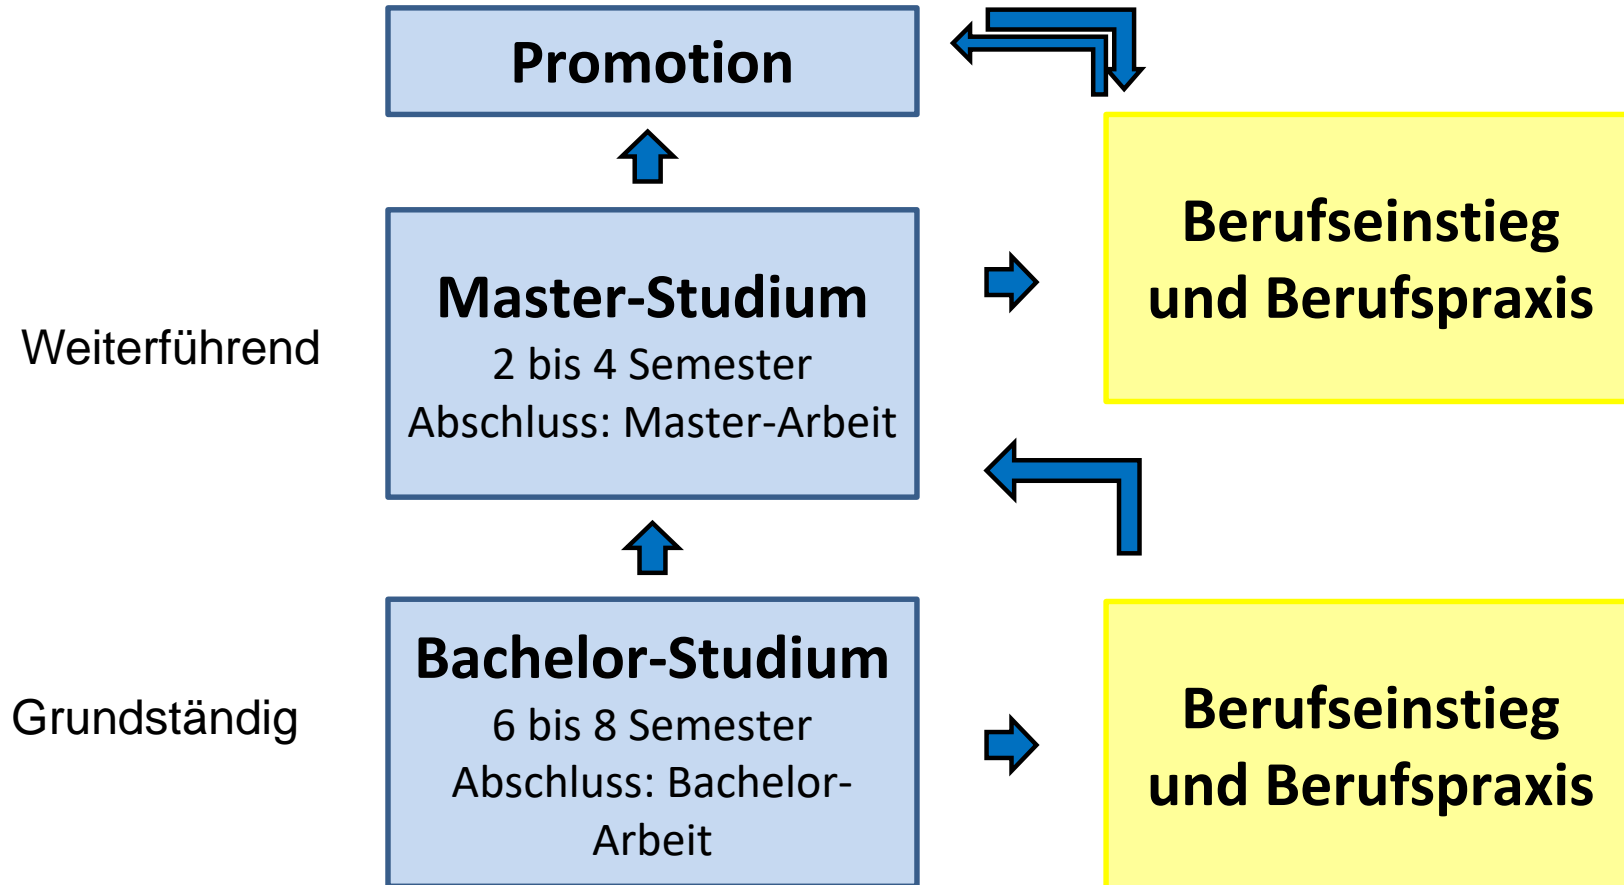 Promotion
Berufseinstieg
und Berufspraxis
Weiterführend
Master-Studium
2 bis 4 Semester
Abschluss: Master-Arbeit
Grundständig
Bachelor-Studium
6 bis 8 Semester
Abschluss: Bachelor-
Arbeit
Berufseinstieg
und Berufspraxis